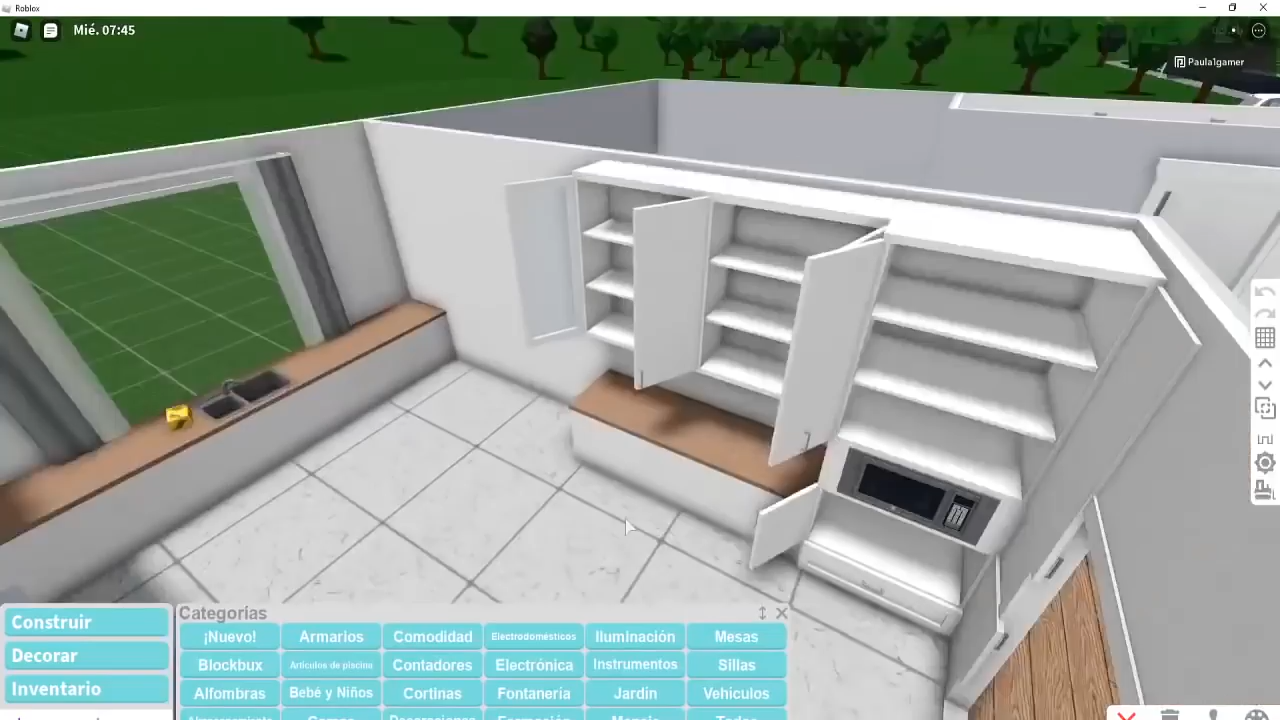 Roblox
Mié. 07:45
Paula1gamer
Construir
Decorar
Inventario
Categorías
¡Nuevo!
Armarios
Comodidad
Electrodomésticos
Iluminación
Mesas
Blockbux
Artículos de piscina
Contadores
Electrónica
Instrumentos
Sillas
Alfombras
Bebé y Niños
Cortinas
Fontanería
Jardín
Vehículos